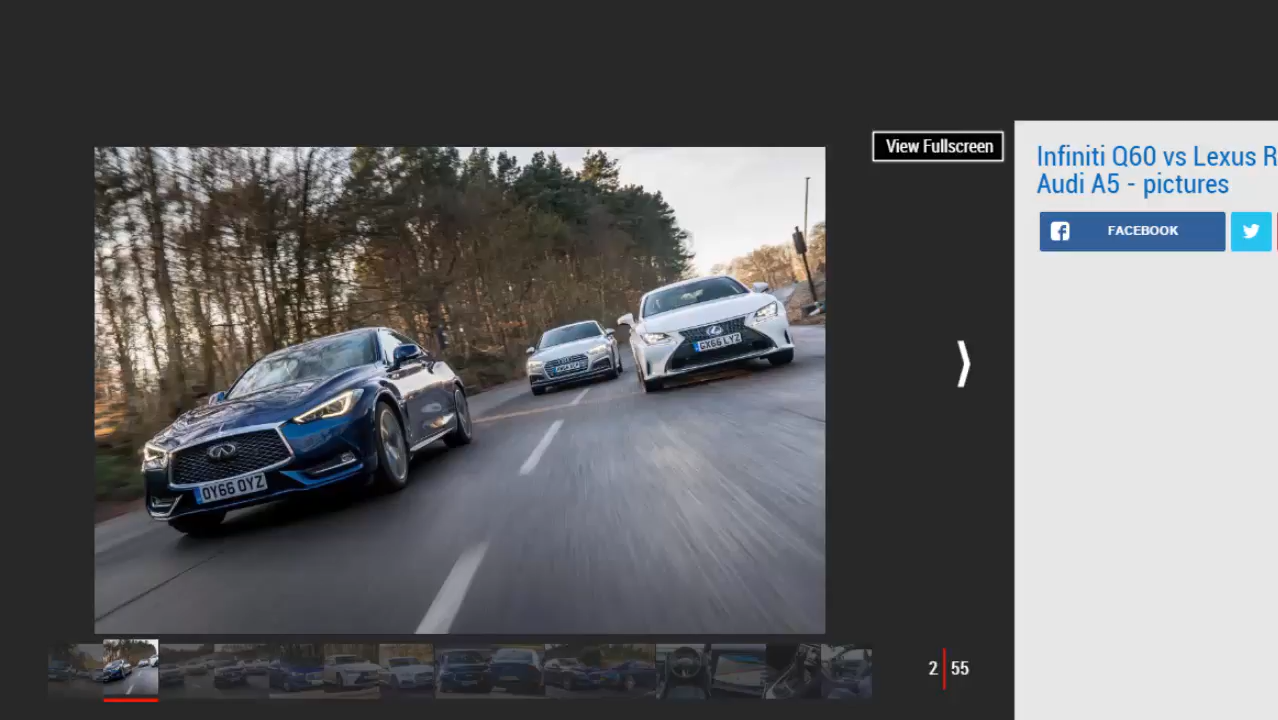 View Fullscreen
Infiniti Q60 vs Lexus R
Audi A5 - pictures
FACEBOOK
GX66 LYZ
OY66 OYZ
2 55